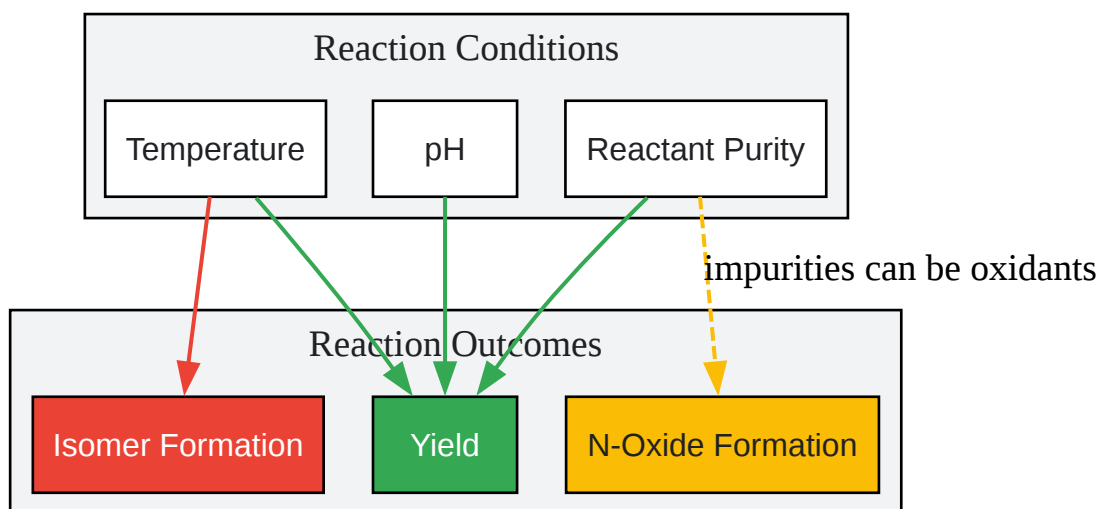 Reaction Conditions
Temperature
pH
Reactant Purity
impurities can be oxidants
Reaction Outcomes
Isomer Formation
Yield
N-Oxide Formation